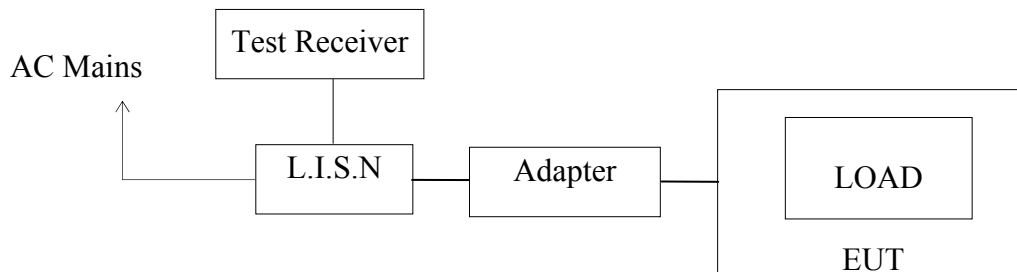 Test Receiver
AC Mains
L.I.S.N
Adapter
LOAD
EUT